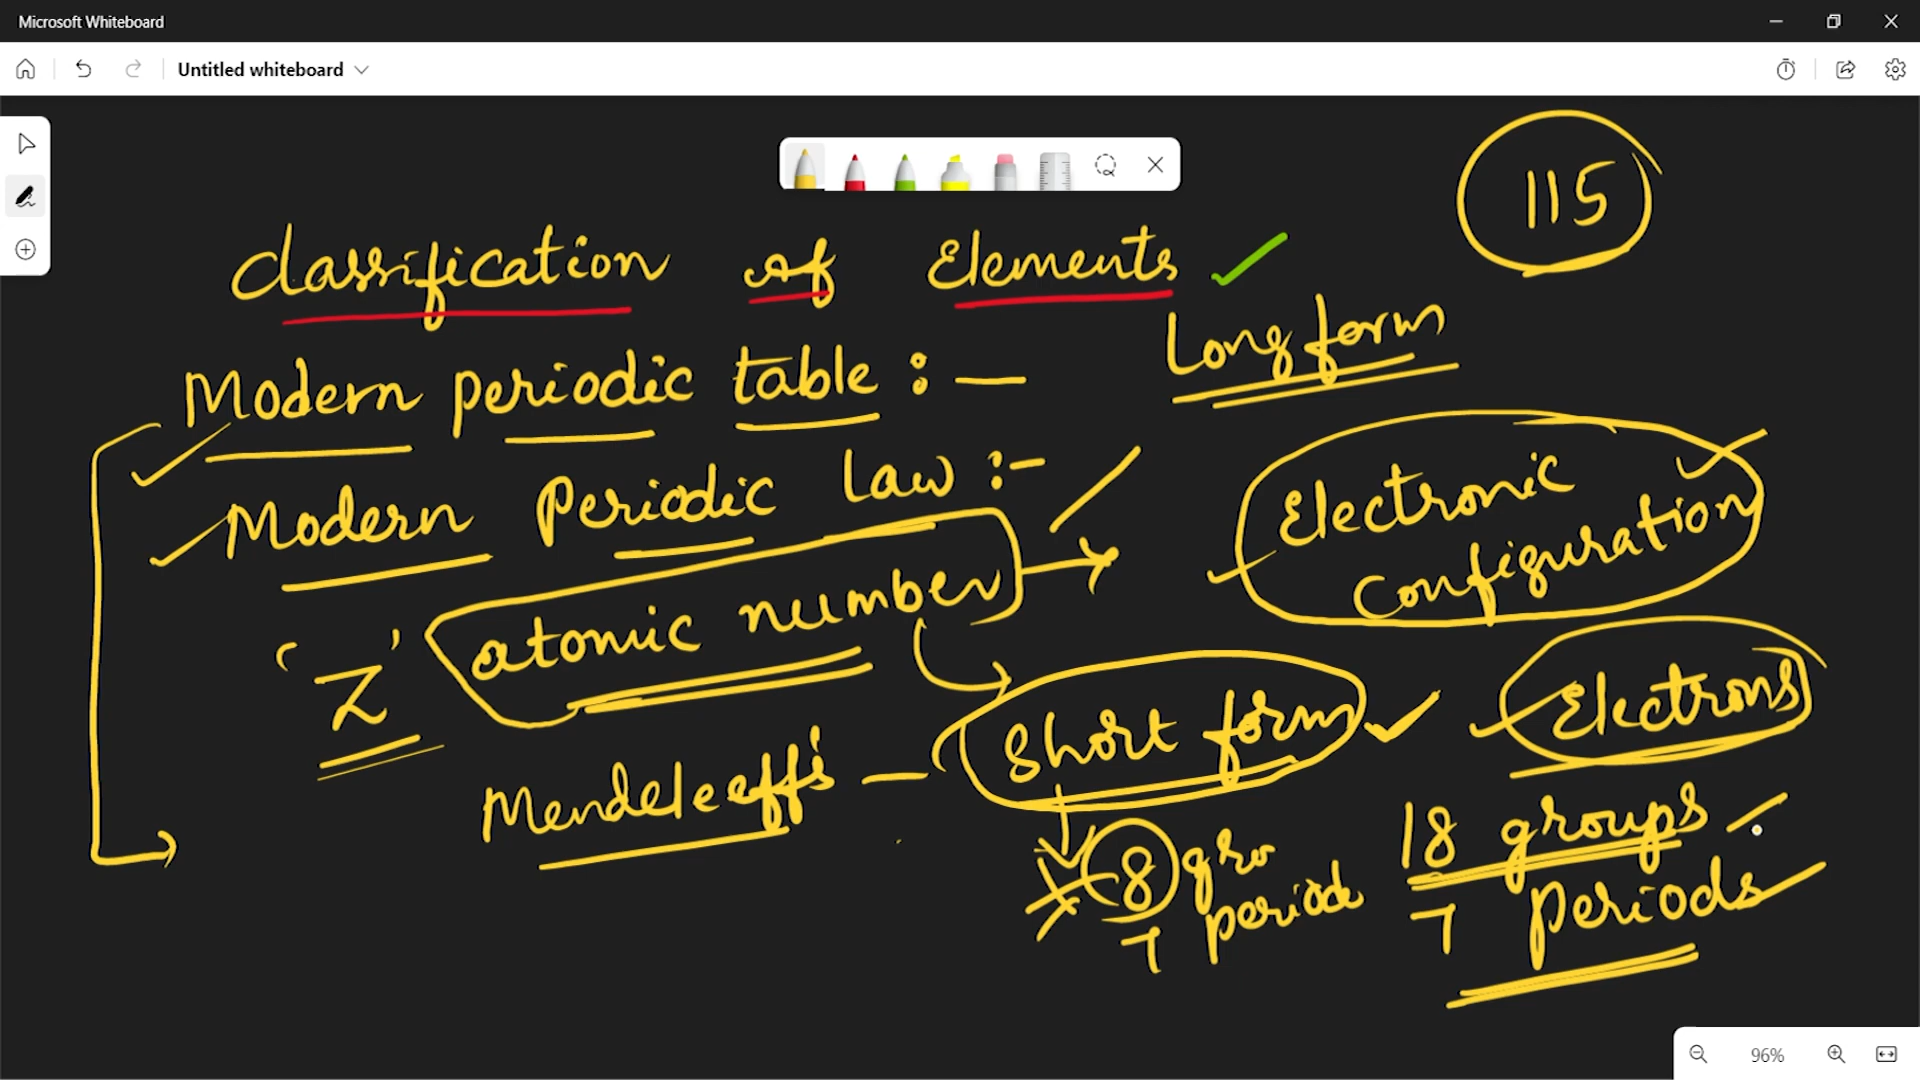 Microsoft Whiteboard
Untitled whiteboard
115
Classification of Elements
Long form
Modern periodic table :—
Modern Periodic law :-
Electronic
Configuration
'Z' atomic number
Short form
Electrons
Mendeleeff's —
18 groups
8 gro
7 period
7 Periods
96%